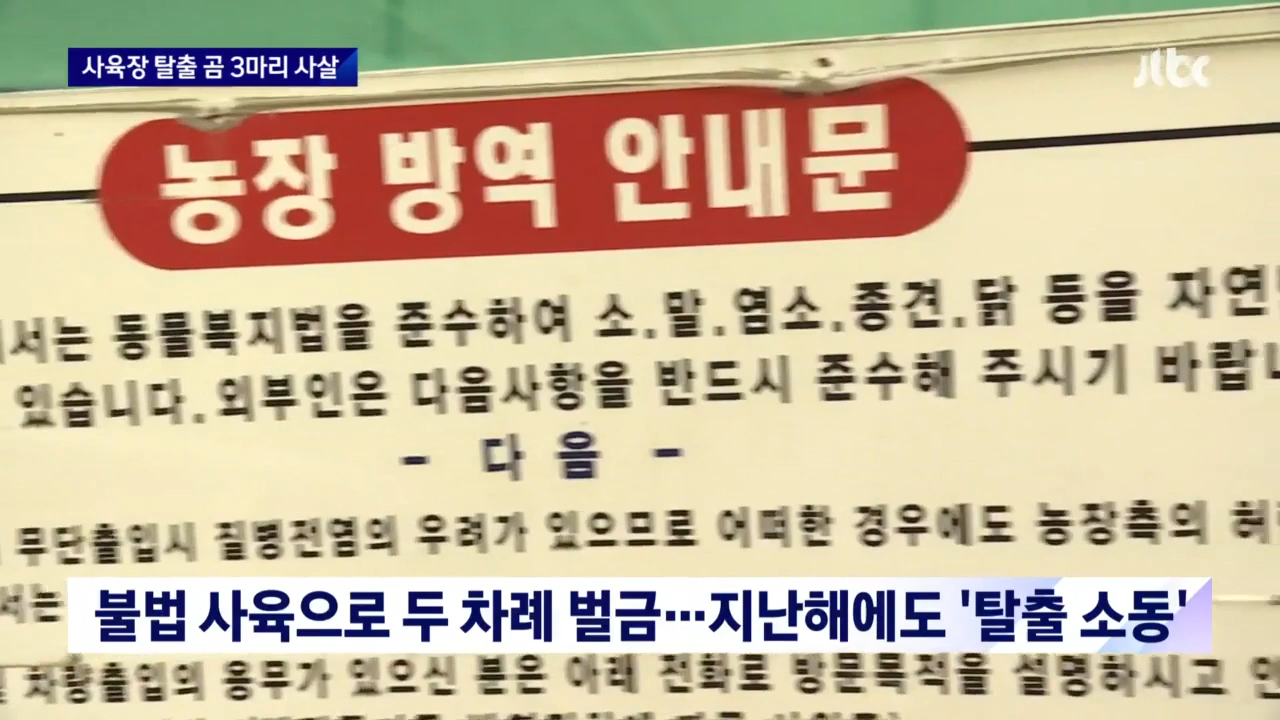 사육장 탈출 곰 3마리 사살
jtbc
농장 방역 안내문
서는 동물복지법을 준수하여 소,말,염소,종견,닭 등을 자연
있습니다. 외부인은 다음사항을 반드시 준수해 주시기 바랍니
- 다 음 -
무단출입시 질병전염의 우려가 있으므로 어떠한 경우에도 농장측의 허
서는
불법 사육으로 두 차례 벌금…지난해에도 '탈출 소동'
차량출입의 용무가 있으신 분은 아래 전화로 방문목적을 설명하시고 인